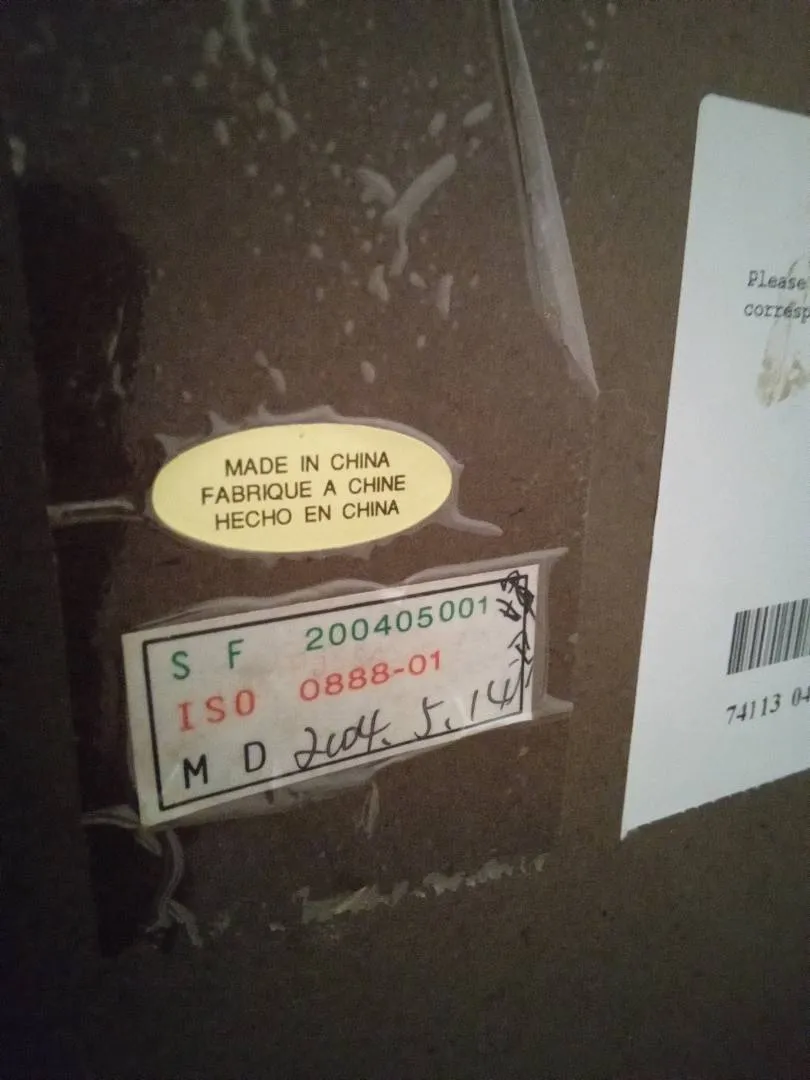 MADE IN CHINA
FABRIQUE A CHINE
HECHO EN CHINA
S F 200405001
ISO 0888-01
M D 2004. 5. 14
Please
corresp
74113 04